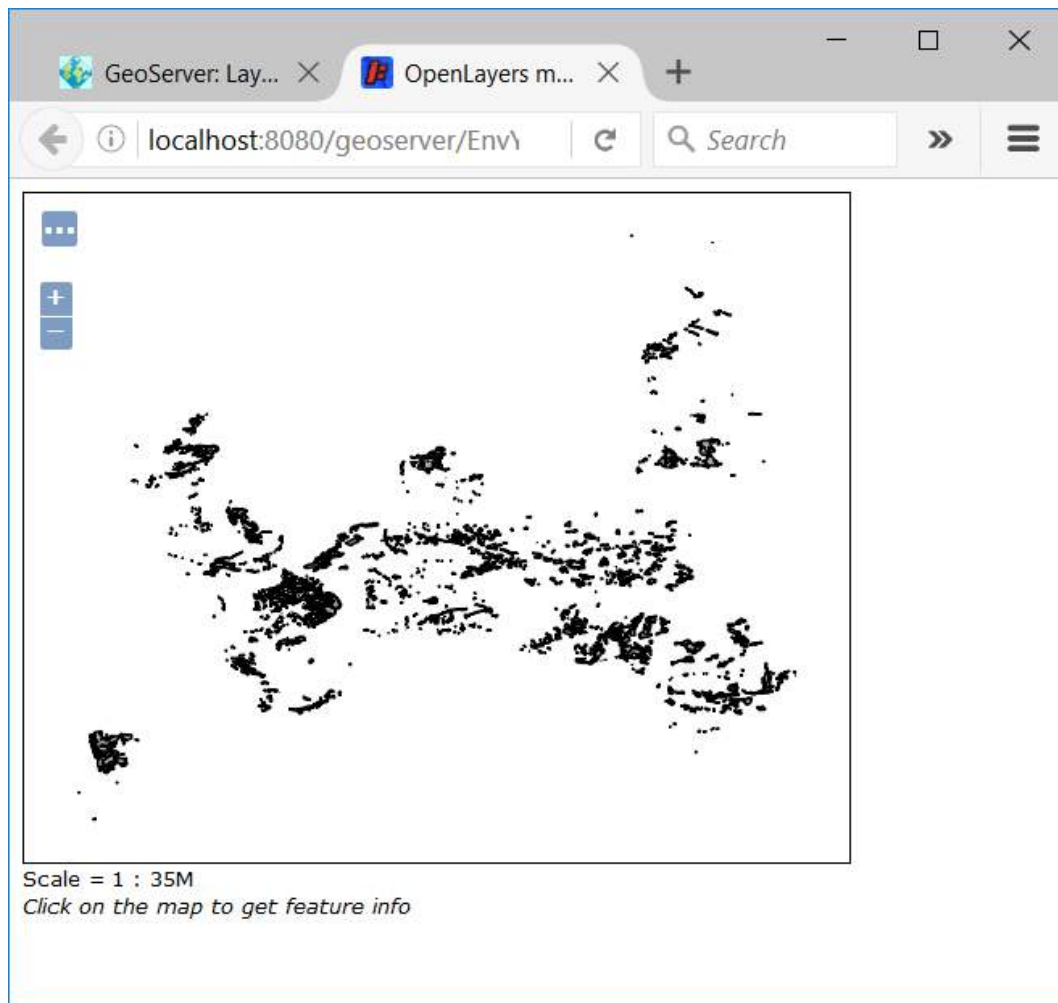 GeoServer: Lay...
OpenLayers m...
localhost:8080/geoserver/Env
Search
Scale = 1 : 35M
Click on the map to get feature info